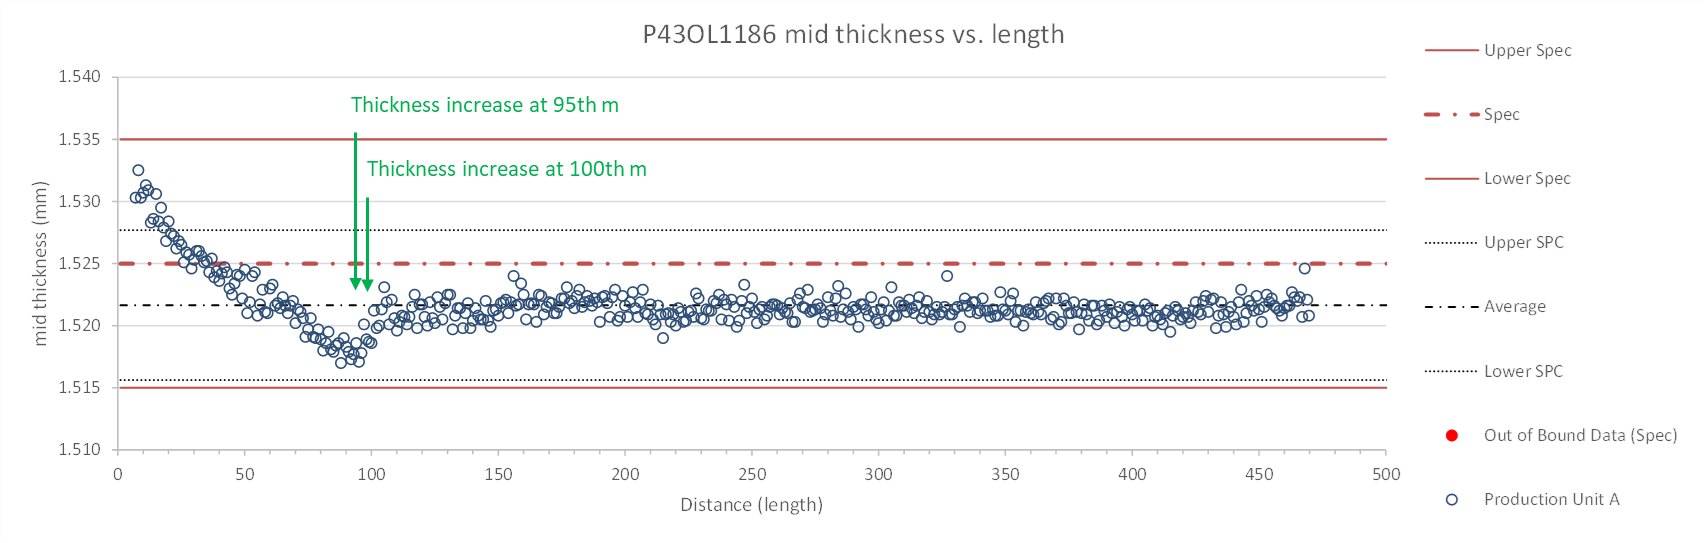 P43OL1186 mid thickness vs. length
mid thickness (mm)
1.540
1.535
1.530
1.525
1.520
1.515
1.510
Thickness increase at 95th m
Thickness increase at 100th m
0 50 100 150 200 250 300 350 400 450 500
Distance (length)
Upper Spec
Spec
Lower Spec
Upper SPC
Average
Lower SPC
Out of Bound Data (Spec)
Production Unit A